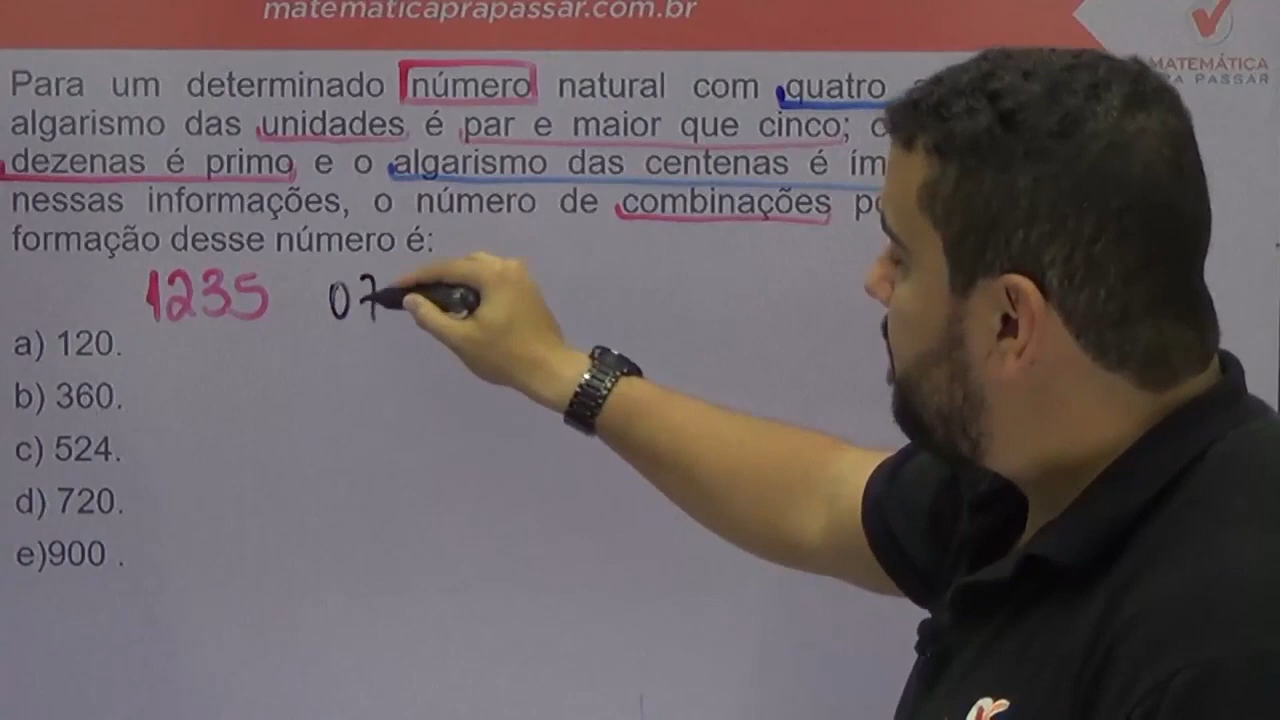 matematicaprapassar.com.br
MATEMÁTICA
PRA PASSAR
Para um determinado número natural com quatro
algarismo das unidades é par e maior que cinco;
dezenas é primo, e o algarismo das centenas é
nessas informações, o número de combinações
formação desse número é:
1235 07
a) 120.
b) 360.
c) 524.
d) 720.
e)900 .